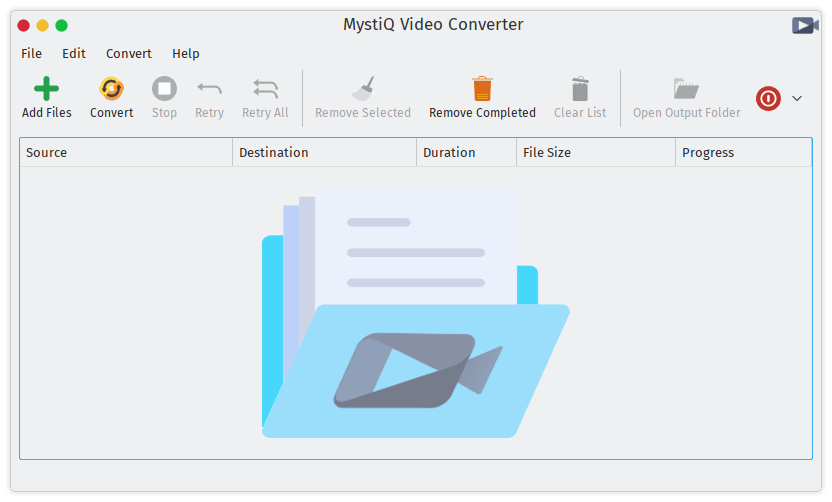 MystiQ Video Converter
File Edit Convert Help
Add Files Convert Stop Retry Retry All Remove Selected Remove Completed Clear List Open Output Folder
Source Destination Duration File Size Progress